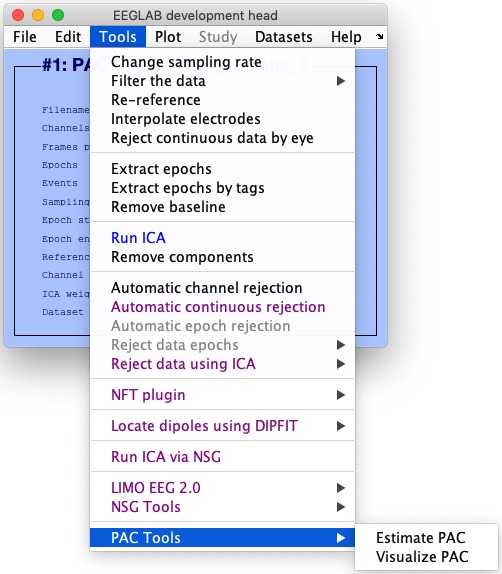 EEGLAB development head
File Edit Tools Plot Study Datasets Help
#1: PA
Filename
Channels
Frames p
Epochs
Events
Sampling
Epoch st
Epoch en
Referenc
Channel
ICA weig
Dataset
Change sampling rate
Filter the data
Re-reference
Interpolate electrodes
Reject continuous data by eye
Extract epochs
Extract epochs by tags
Remove baseline
Run ICA
Remove components
Automatic channel rejection
Automatic continuous rejection
Automatic epoch rejection
Reject data epochs
Reject data using ICA
NFT plugin
Locate dipoles using DIPFIT
Run ICA via NSG
LIMO EEG 2.0
NSG Tools
PAC Tools
Estimate PAC
Visualize PAC